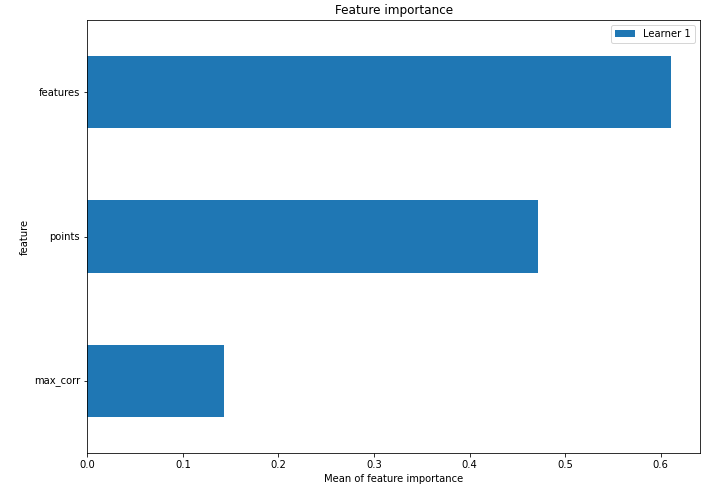 Feature importance
Learner 1
features
points
max_corr
feature
0.0 0.1 0.2 0.3 0.4 0.5 0.6
Mean of feature importance